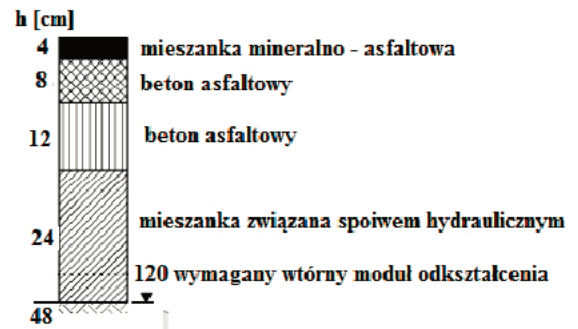 h [cm]
4 mieszanka mineralno - asfaltowa
8 beton asfaltowy
12 beton asfaltowy
mieszanka związana spoiwem hydraulicznym
24
120 wymagany wtórny moduł odkształcenia
48